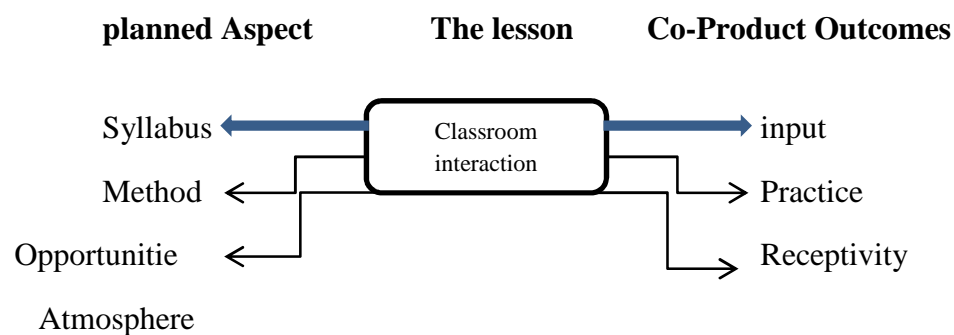 planned Aspect The lesson Co-Product Outcomes
Syllabus Classroom interaction input
Method Practice
Opportunitie Receptivity
Atmosphere